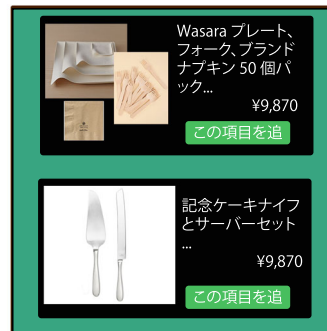 Wasara プレート、
フォーク、ブランド
ナプキン 50 個パ
ック...
¥9,870
この項目を追
記念ケーキナイフ
とサーバーセット
...
¥9,870
この項目を追